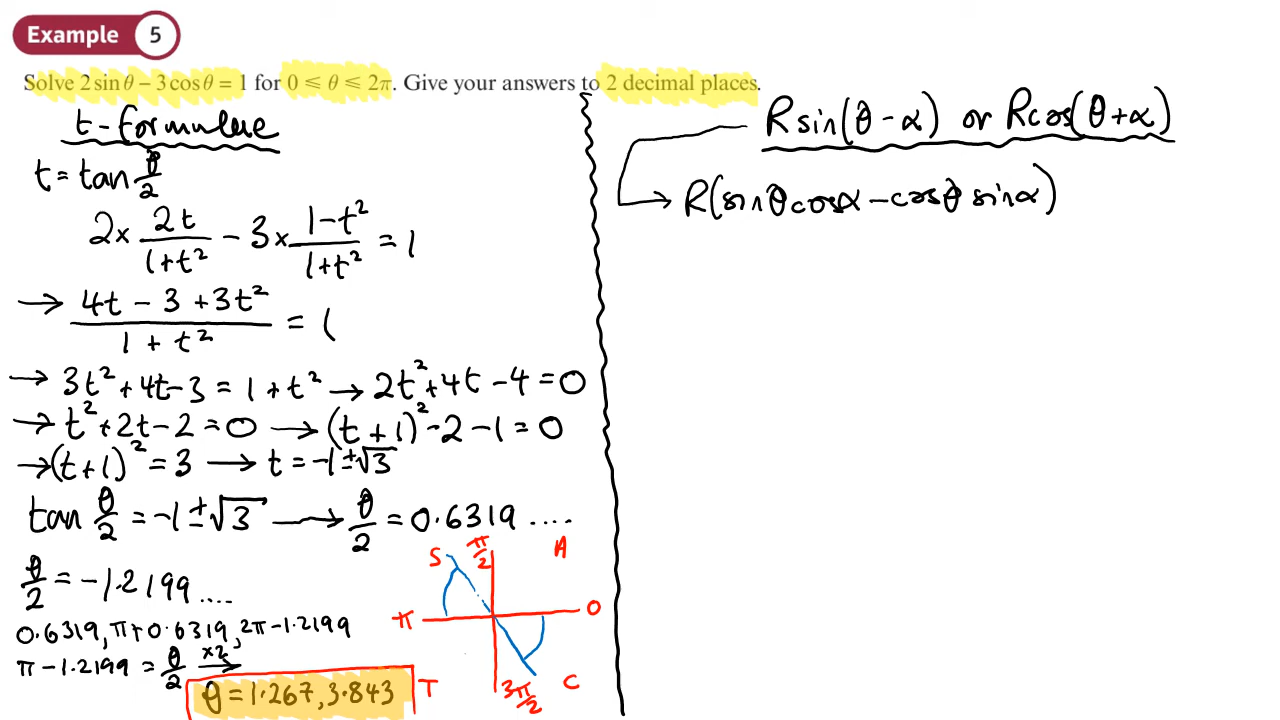 Example 5
Solve 2 sin θ – 3 cos θ = 1 for 0 ⩽ θ ⩽ 2π. Give your answers to 2 decimal places.
t-formulae
t = tan θ/2
2 × 2t/(1+t²) – 3 × (1–t²)/(1+t²) = 1
→ (4t – 3 + 3t²)/(1 + t²) = 1
→ 3t² + 4t – 3 = 1 + t² → 2t² + 4t – 4 = 0
→ t² + 2t – 2 = 0 → (t + 1)² – 2 – 1 = 0
→ (t + 1)² = 3 → t = –1 ± √3
tan θ/2 = –1 ± √3 → θ/2 = 0.6319 ....
θ/2 = –1.2199 ....
0.6319, π + 0.6319, 2π – 1.2199
π – 1.2199 = θ/2 ×2 →
θ = 1.267, 3.843
S π/2 A
π 0
T 3π/2 C
R sin(θ – α) or R cos(θ + α)
→ R(sin θ cos α – cos θ sin α)